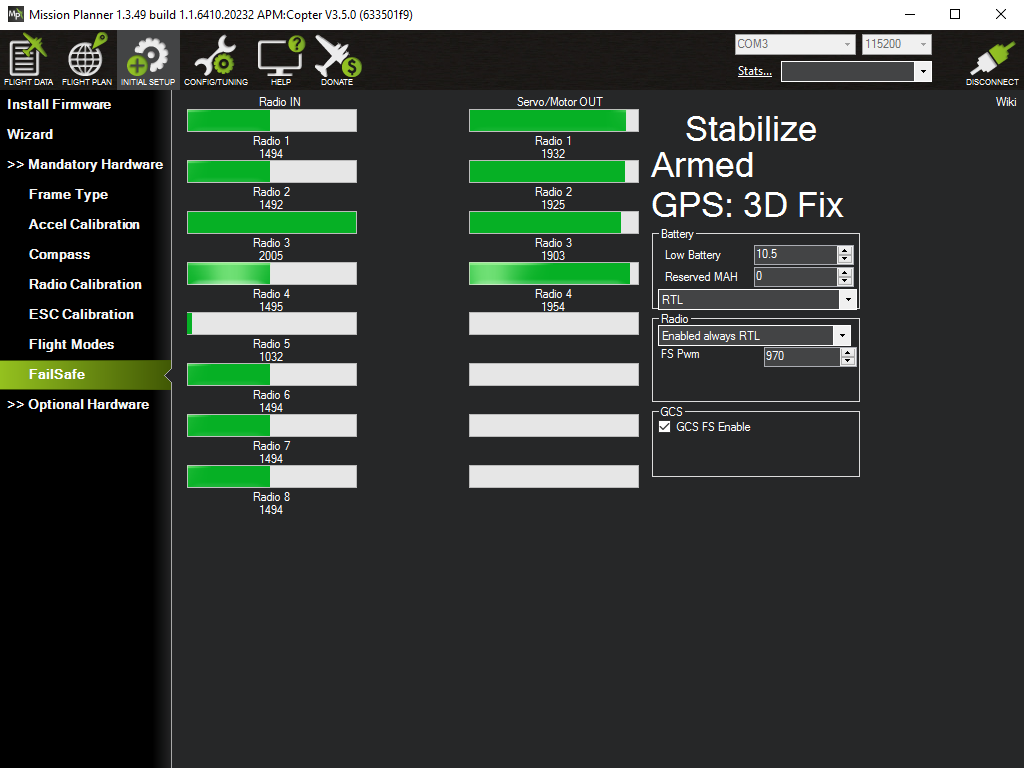 Mission Planner 1.3.49 build 1.1.6410.20232 APM:Copter V3.5.0 (633501f9)
FLIGHT DATA
FLIGHT PLAN
INITIAL SETUP
CONFIG/TUNING
HELP
DONATE
COM3
115200
Stats...
DISCONNECT
Install Firmware
Wizard
>> Mandatory Hardware
Frame Type
Accel Calibration
Compass
Radio Calibration
ESC Calibration
Flight Modes
FailSafe
>> Optional Hardware
Radio IN
Radio 1
1494
Radio 2
1492
Radio 3
2005
Radio 4
1495
Radio 5
1032
Radio 6
1494
Radio 7
1494
Radio 8
1494
Servo/Motor OUT
Radio 1
1932
Radio 2
1925
Radio 3
1903
Radio 4
1954
Wiki
Stabilize
Armed
GPS: 3D Fix
Battery
Low Battery 10.5
Reserved MAH 0
RTL
Radio
Enabled always RTL
FS Pwm 970
GCS
GCS FS Enable